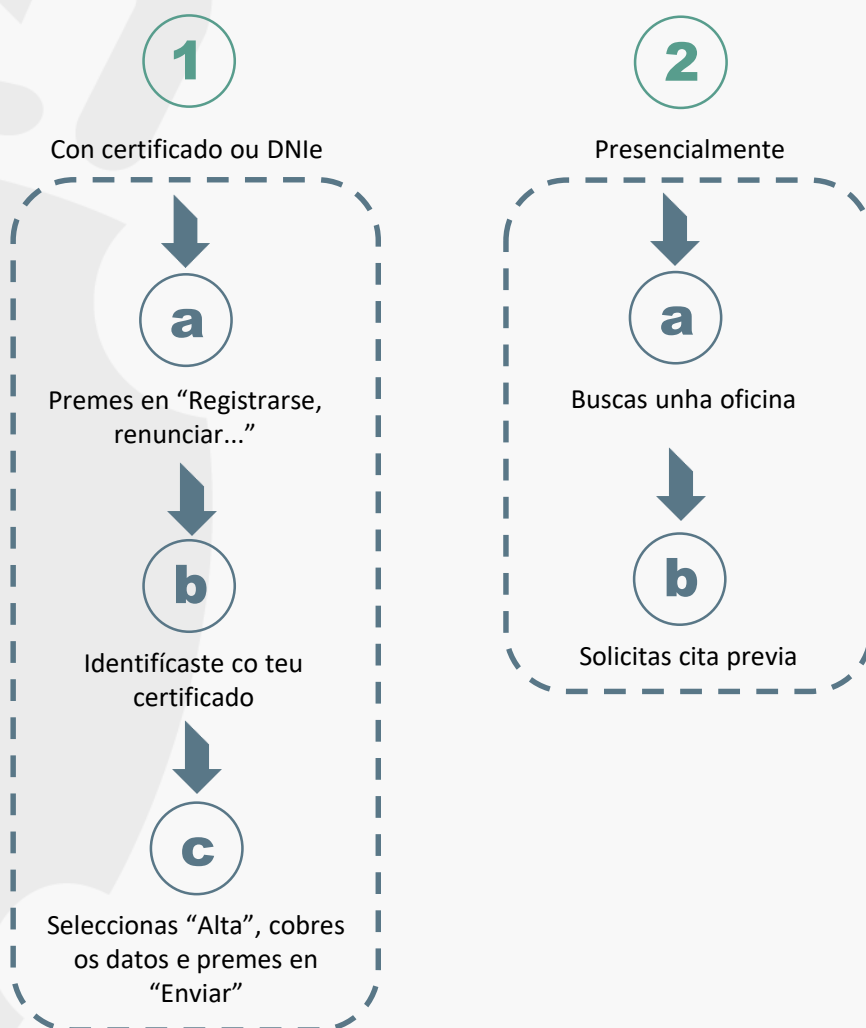 1
Con certificado ou DNIe
a
Premes en “Registrarse,
renunciar...”
b
Identifícaste co teu
certificado
c
Seleccionas “Alta”, cobres
os datos e premes en
“Enviar”
2
Presencialmente
a
Buscas unha oficina
b
Solicitas cita previa